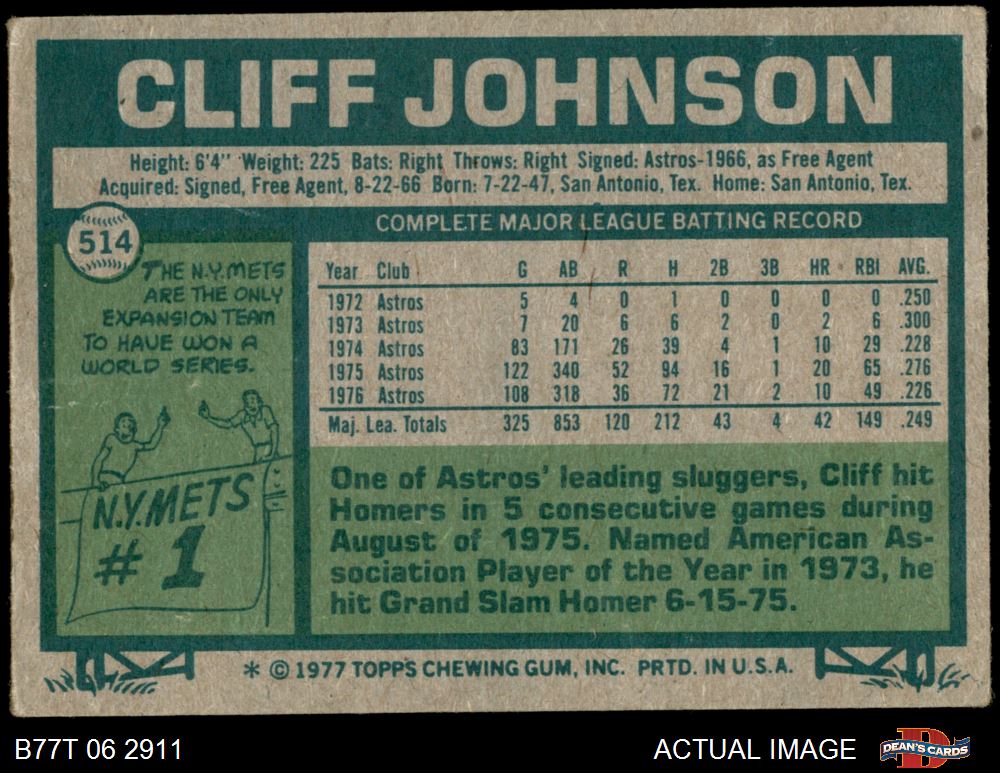 CLIFF JOHNSON
Height: 6'4" Weight: 225 Bats: Right Throws: Right Signed: Astros-1966, as Free Agent
Acquired: Signed, Free Agent, 8-22-66 Born: 7-22-47, San Antonio, Tex. Home: San Antonio, Tex.
514
THE N.Y. METS
ARE THE ONLY
EXPANSION TEAM
TO HAVE WON A
WORLD SERIES.
N.Y. METS
# 1
COMPLETE MAJOR LEAGUE BATTING RECORD
Year Club G AB R H 2B 3B HR RBI AVG.
1972 Astros 5 4 0 1 0 0 0 0 .250
1973 Astros 7 20 6 6 2 0 2 6 .300
1974 Astros 83 171 26 39 4 1 10 29 .228
1975 Astros 122 340 52 94 16 1 20 65 .276
1976 Astros 108 318 36 72 21 2 10 49 .226
Maj. Lea. Totals 325 853 120 212 43 4 42 149 .249
One of Astros' leading sluggers, Cliff hit
Homers in 5 consecutive games during
August of 1975. Named American As-
sociation Player of the Year in 1973, he
hit Grand Slam Homer 6-15-75.
* © 1977 TOPPS CHEWING GUM, INC. PRTD. IN U.S.A.
B77T 06 2911
ACTUAL IMAGE
DEAN'S CARDS